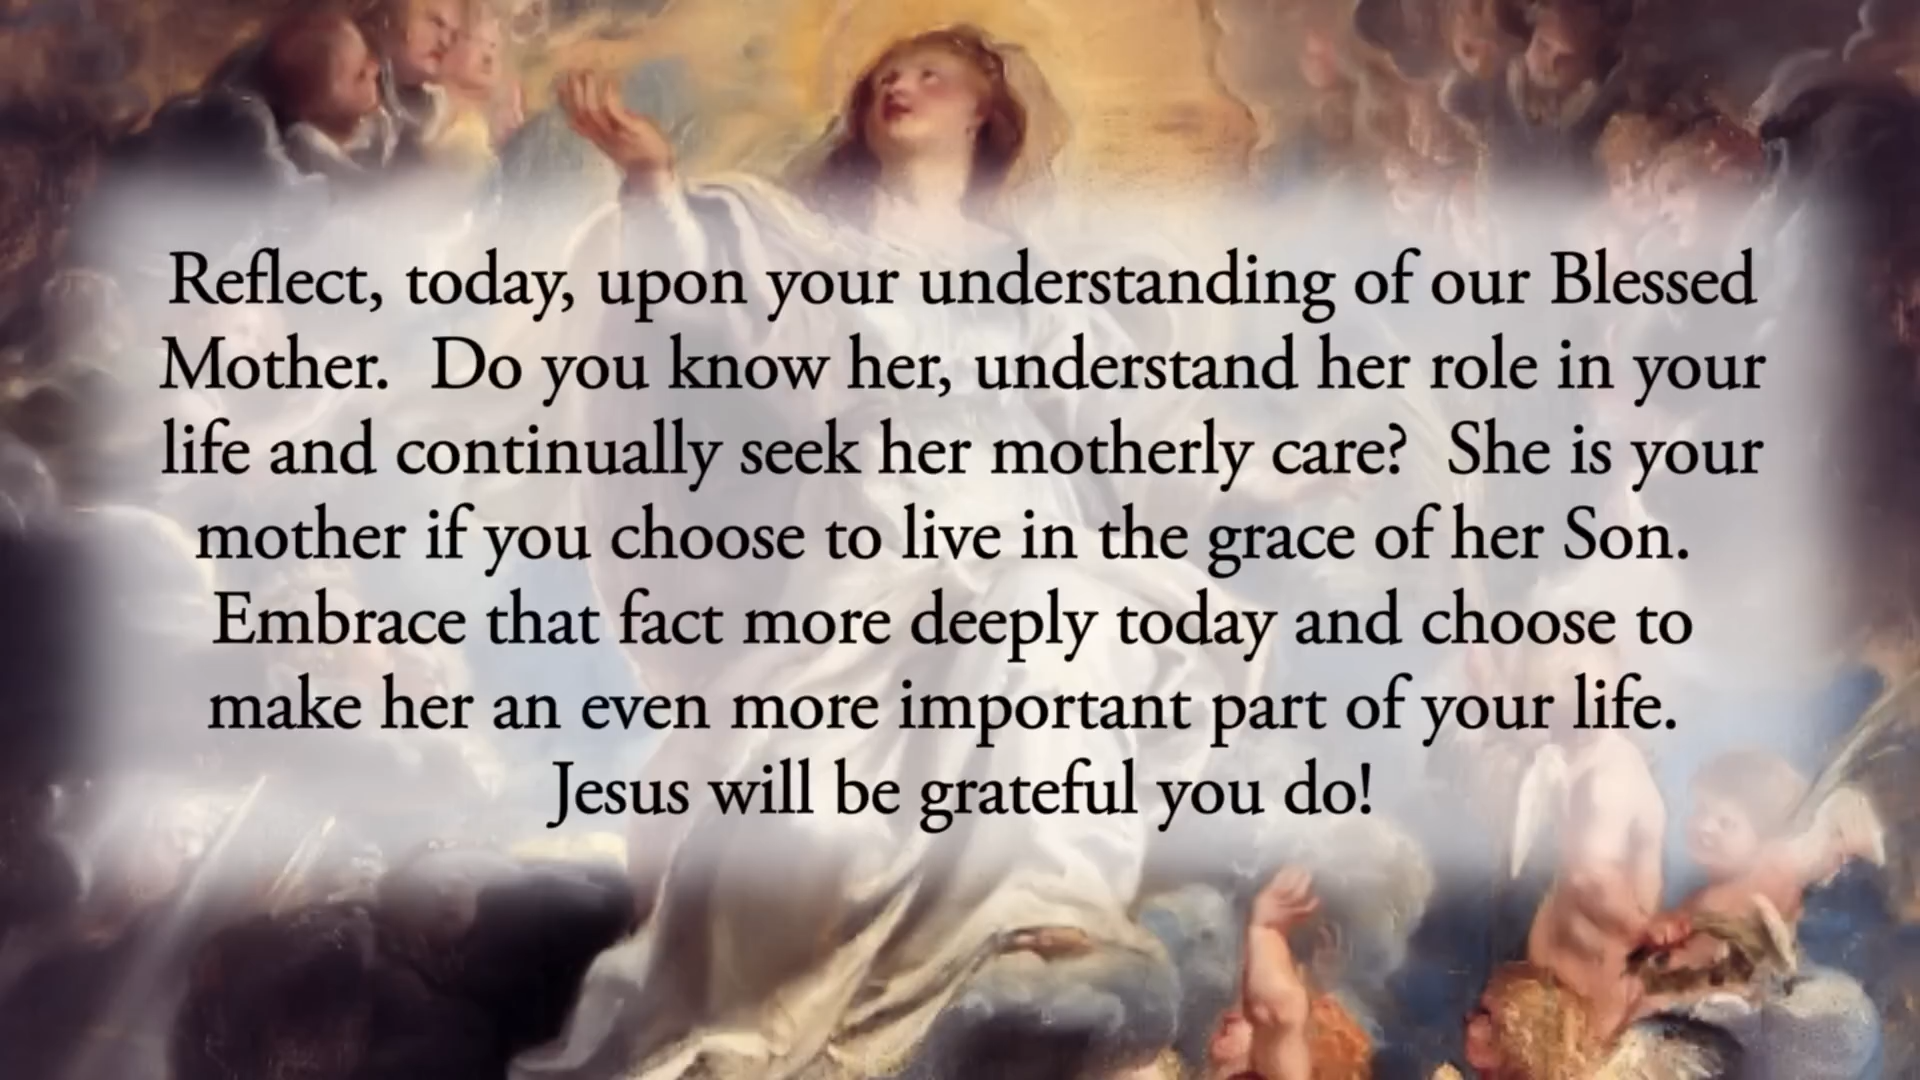 Reflect, today, upon your understanding of our Blessed
Mother.  Do you know her, understand her role in your
life and continually seek her motherly care?  She is your
mother if you choose to live in the grace of her Son.
Embrace that fact more deeply today and choose to
make her an even more important part of your life.
Jesus will be grateful you do!